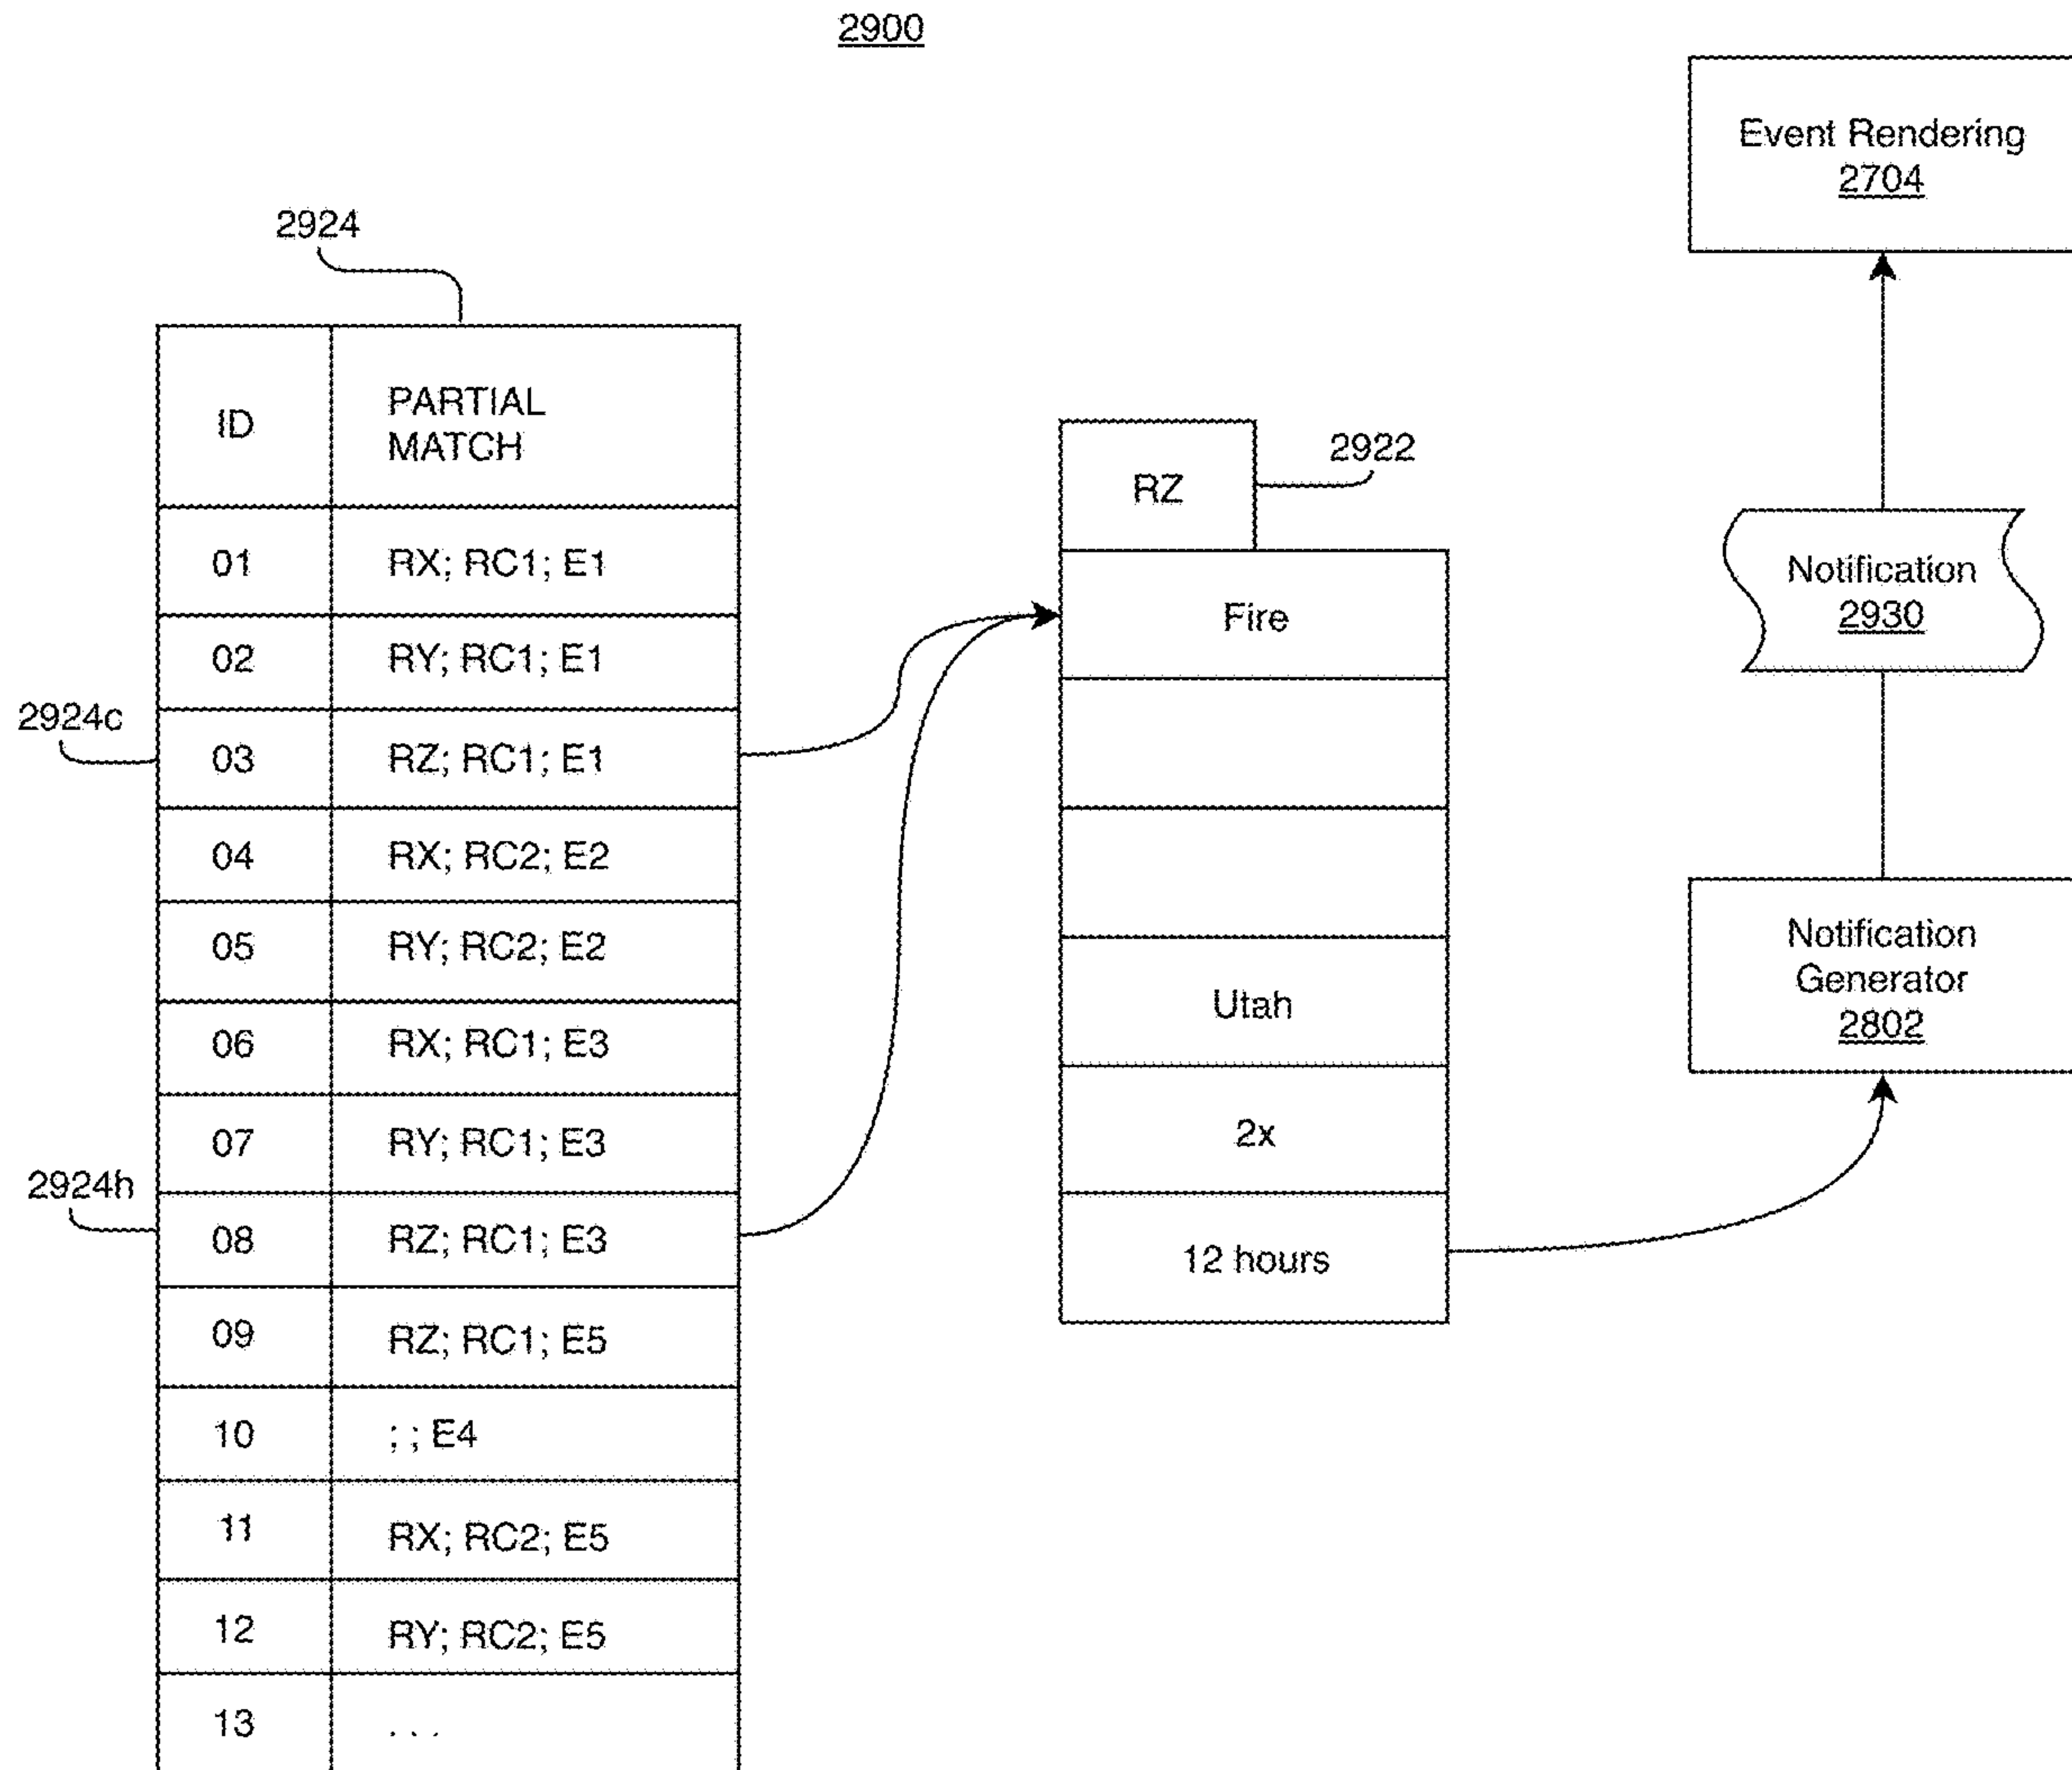 2900
Event Rendering
2704
2924
ID
PARTIAL
MATCH
01 RX; RC1; E1
02 RY; RC1; E1
2924c
03 RZ; RC1; E1
04 RX; RC2; E2
05 RY; RC2; E2
06 RX; RC1; E3
07 RY; RC1; E3
2924h
08 RZ; RC1; E3
09 RZ; RC1; E5
10 ; ; E4
11 RX; RC2; E5
12 RY; RC2; E5
13 . . .
RZ
2922
Fire
Utah
2x
12 hours
Notification
2930
Notification
Generator
2802